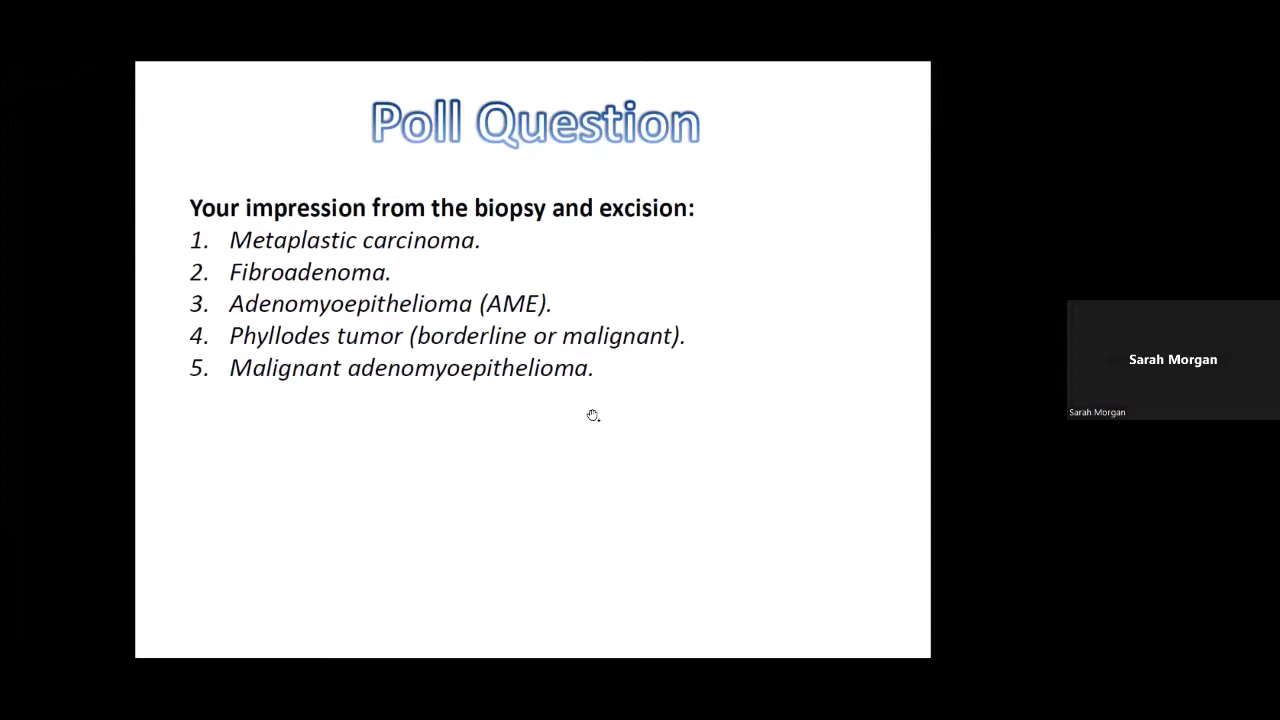 Poll Question
Your impression from the biopsy and excision:
1. Metaplastic carcinoma.
2. Fibroadenoma.
3. Adenomyoepithelioma (AME).
4. Phyllodes tumor (borderline or malignant).
5. Malignant adenomyoepithelioma.
Sarah Morgan
Sarah Morgan